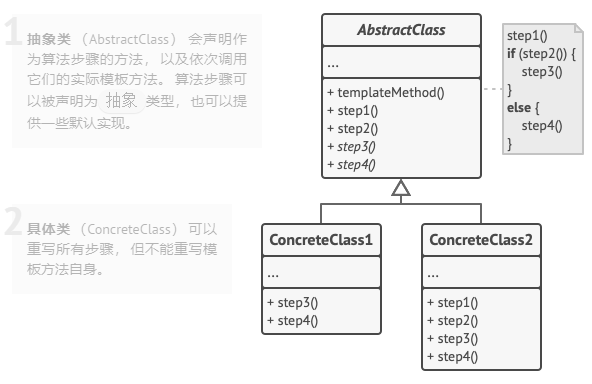 1
抽象类 （AbstractClass） 会声明作
为算法步骤的方法，以及依次调用
它们的实际模板方法。算法步骤可
以被声明为 抽象 类型，也可以提
供一些默认实现。
2
具体类 （ConcreteClass） 可以
重写所有步骤，但不能重写模
板方法自身。
AbstractClass
...
+ templateMethod()
+ step1()
+ step2()
+ step3()
+ step4()
step1()
if (step2()) {
step3()
}
else {
step4()
}
ConcreteClass1
...
+ step3()
+ step4()
ConcreteClass2
...
+ step1()
+ step2()
+ step3()
+ step4()